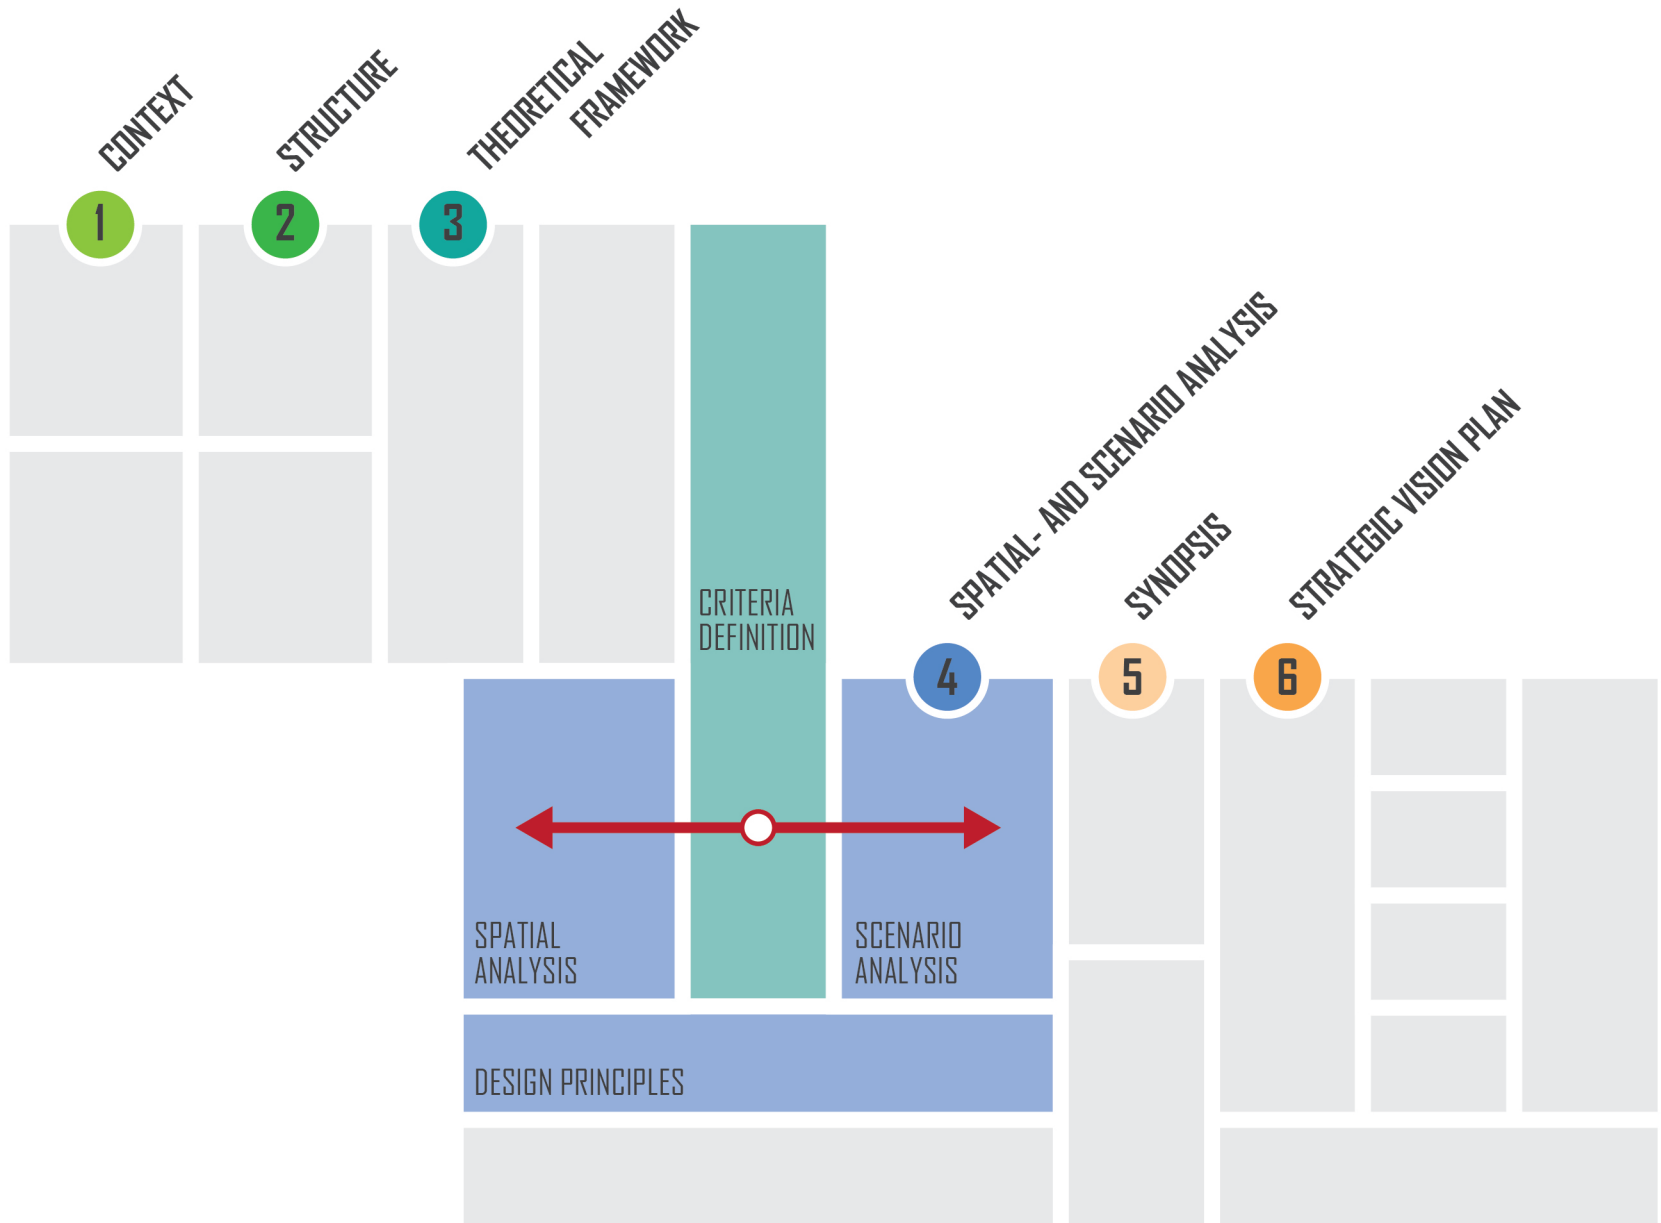 CONTEXT
STRUCTURE
THEORETICAL
FRAMEWORK
1
2
3
CRITERIA
DEFINITION
SPATIAL- AND SCENARIO ANALYSIS
SYNOPSIS
STRATEGIC VISION PLAN
4
5
6
SPATIAL
ANALYSIS
SCENARIO
ANALYSIS
DESIGN PRINCIPLES